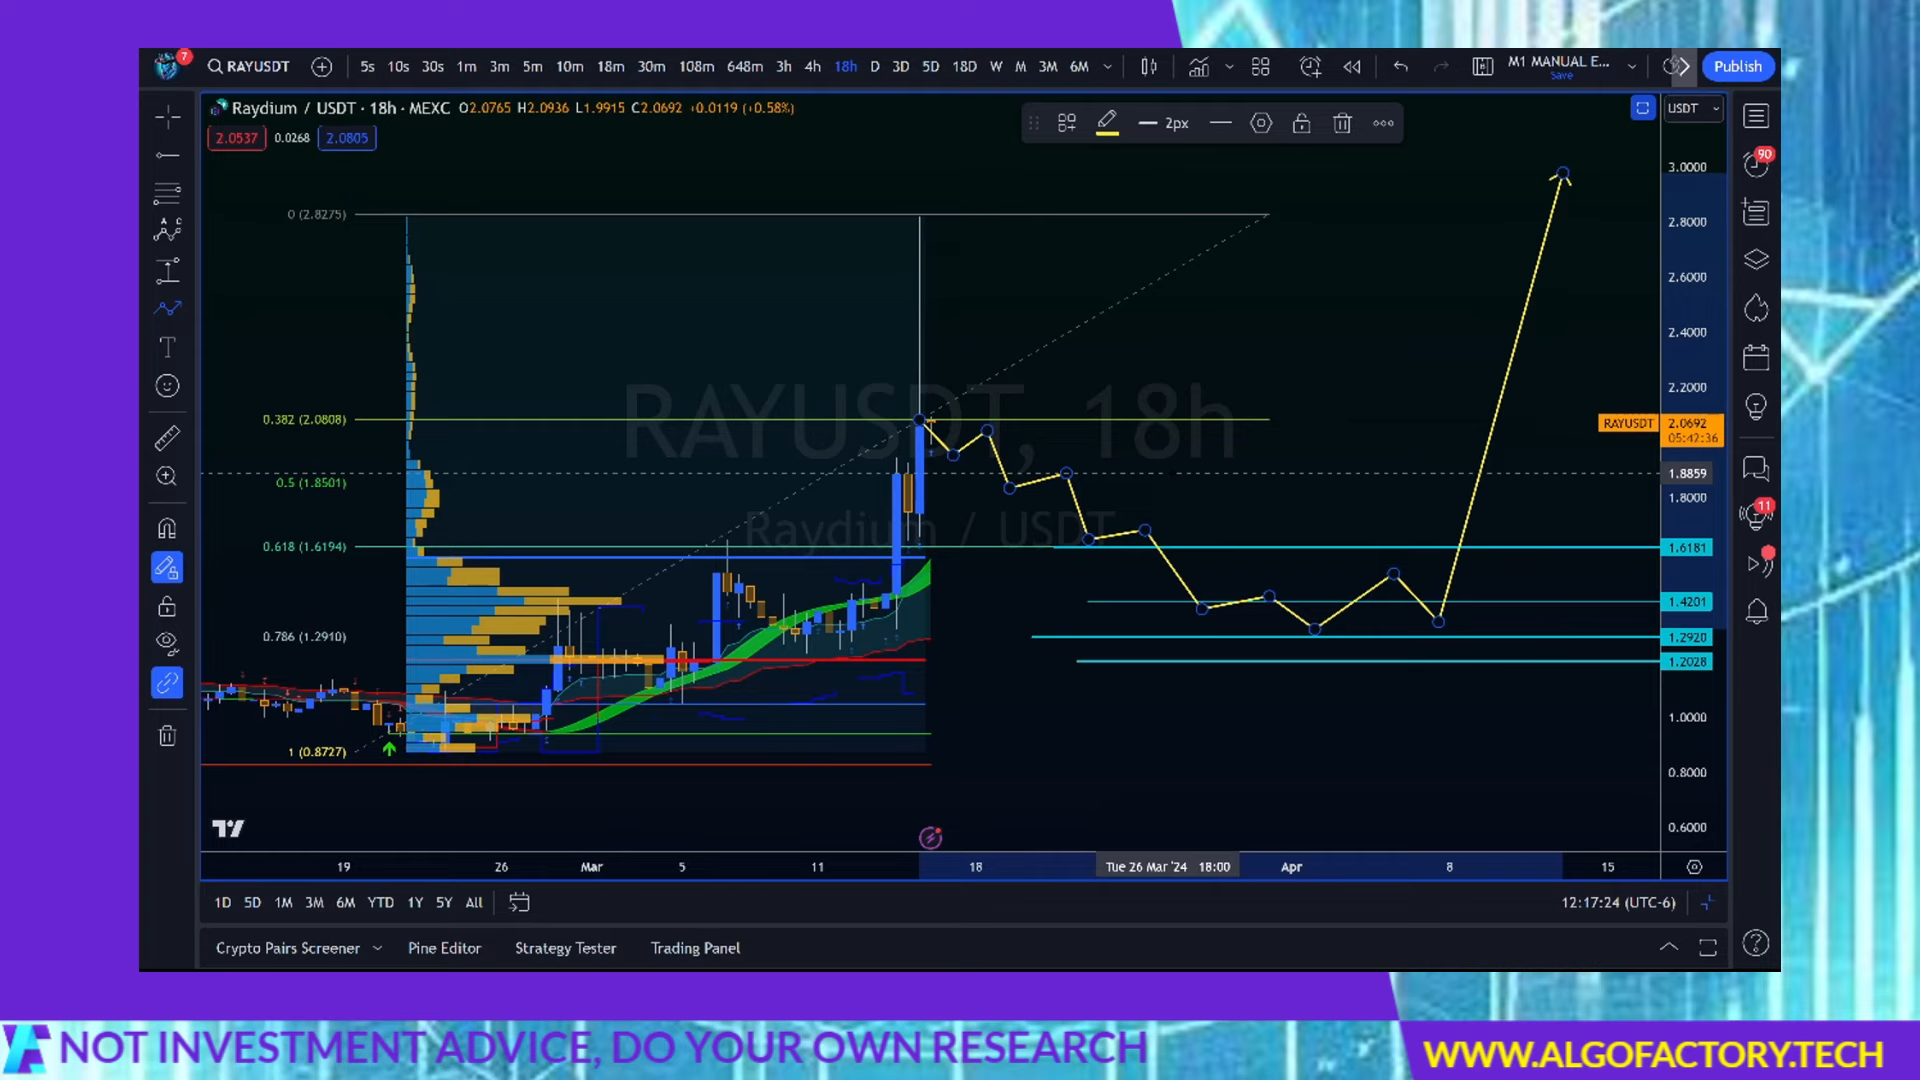 7
RAYUSDT
5s 10s 30s 1m 3m 5m 10m 18m 30m 108m 648m 3h 4h 18h D 3D 5D 18D W M 3M 6M
M1 MANUAL E...
Save
Publish
Raydium / USDT · 18h · MEXC O2.0765 H2.0936 L1.9915 C2.0692 +0.0119 (+0.58%)
2.0537 0.0268 2.0805
2px
USDT
90
11
0 (2.8275)
0.382 (2.0808)
0.5 (1.8501)
0.618 (1.6194)
0.786 (1.2910)
1 (0.8727)
RAYUSDT, 18h
Raydium / USDT
3.0000
2.8000
2.6000
2.4000
2.2000
RAYUSDT 2.0692
05:42:36
1.8859
1.8000
1.6181
1.4201
1.2920
1.2028
1.0000
0.8000
0.6000
19 26 Mar 5 11 18 Tue 26 Mar '24 18:00 Apr 8 15
1D 5D 1M 3M 6M YTD 1Y 5Y All
12:17:24 (UTC-6)
Crypto Pairs Screener Pine Editor Strategy Tester Trading Panel
NOT INVESTMENT ADVICE, DO YOUR OWN RESEARCH
WWW.ALGOFACTORY.TECH